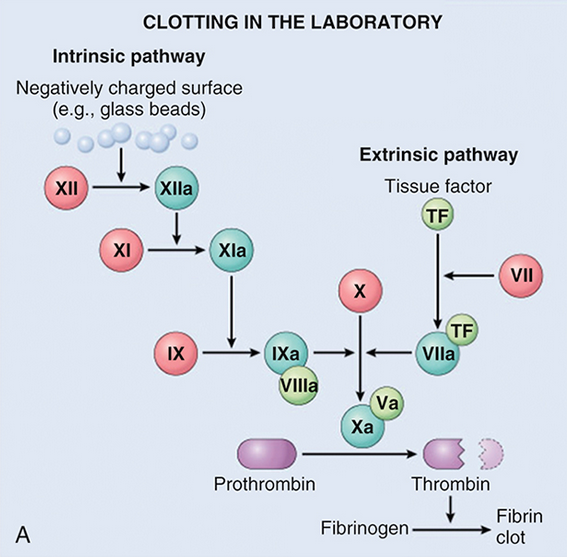 CLOTTING IN THE LABORATORY
Intrinsic pathway
Negatively charged surface
(e.g., glass beads)
Extrinsic pathway
Tissue factor
TF
XII
XIIa
XI
XIa
VII
X
TF
IX
IXa
VIIa
VIIIa
Va
Xa
Prothrombin
Thrombin
Fibrinogen
Fibrin
clot
A